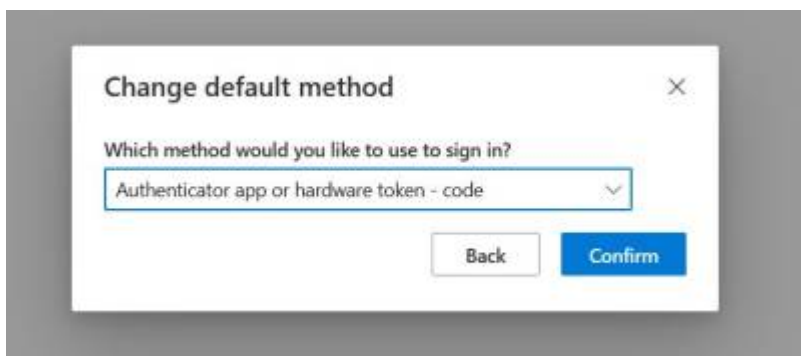 Change default method
Which method would you like to use to sign in?
Authenticator app or hardware token - code
Back
Confirm